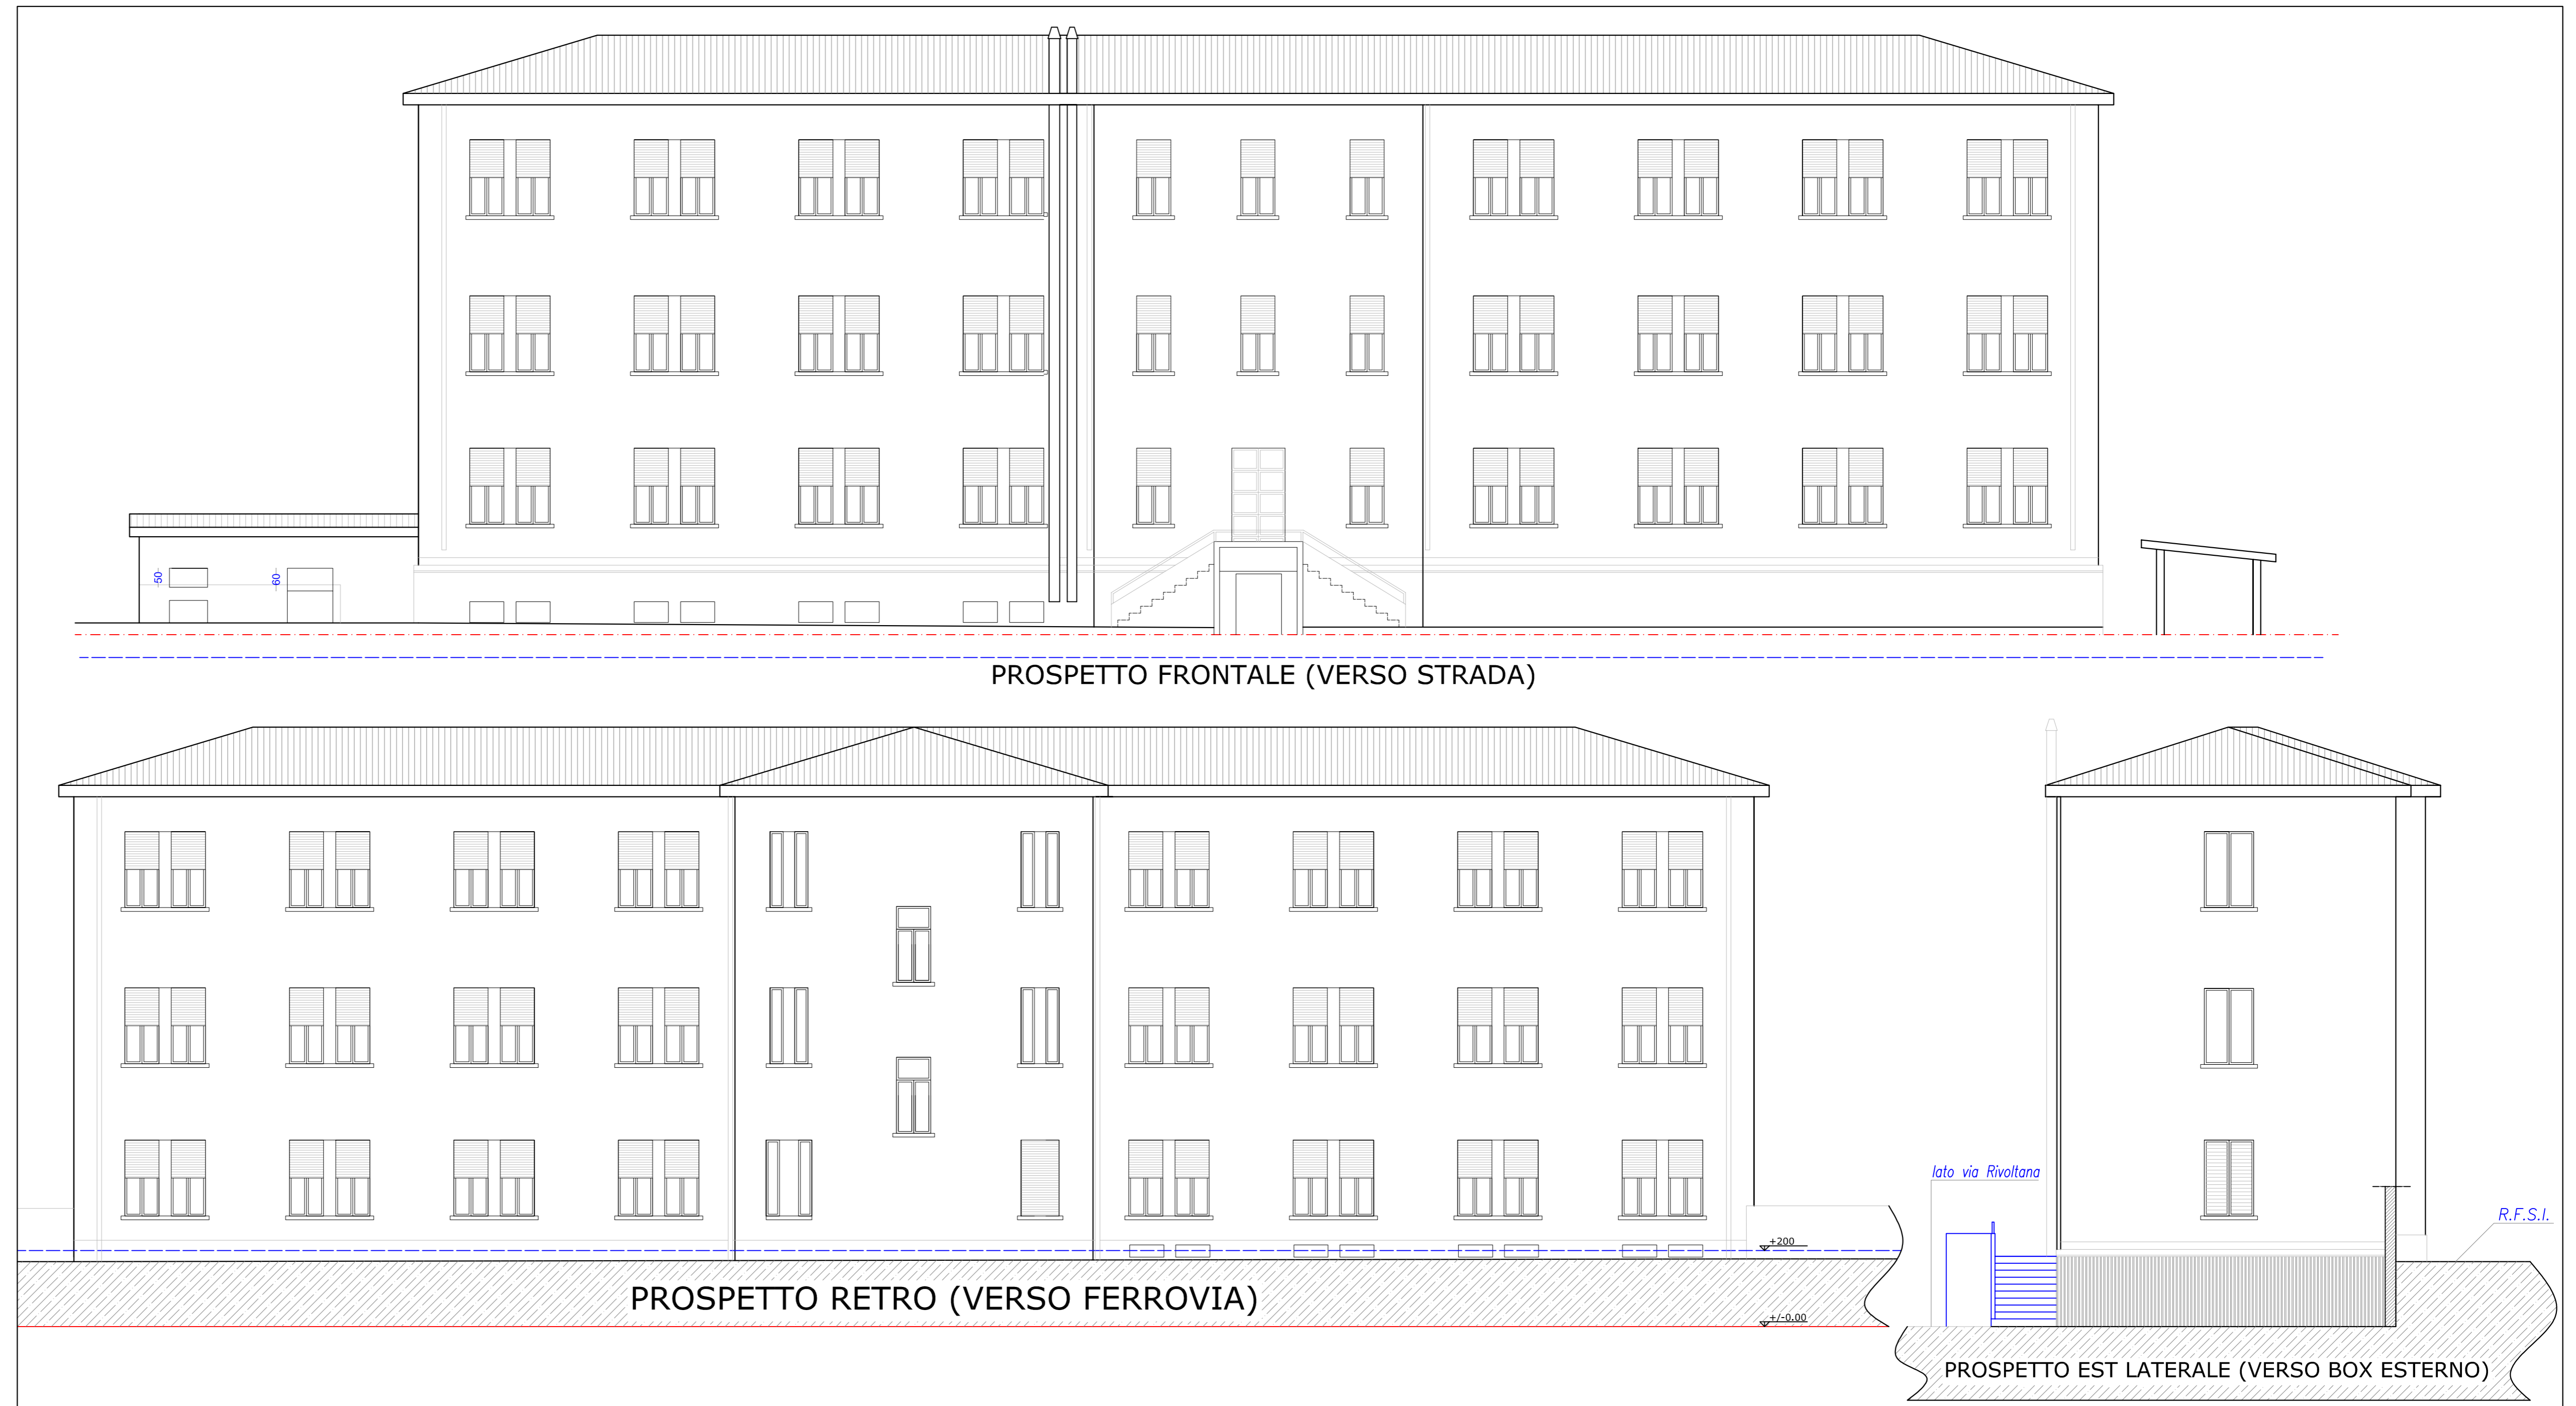 50
60
PROSPETTO FRONTALE (VERSO STRADA)
lato via Rivoltana
R.F.S.I.
+200
PROSPETTO RETRO (VERSO FERROVIA)
+/-0.00
PROSPETTO EST LATERALE (VERSO BOX ESTERNO)